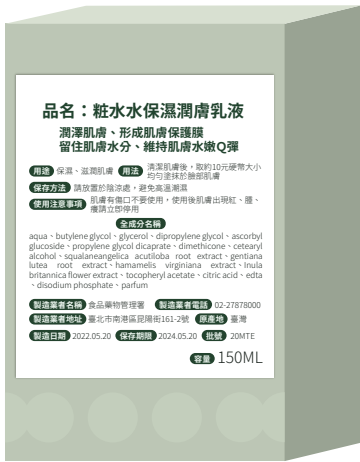 品名：粧水水保濕潤膚乳液
潤澤肌膚、形成肌膚保護膜
留住肌膚水分、維持肌膚水嫩Q彈
用途 保濕、滋潤肌膚 用法 清潔肌膚後，取約10元硬幣大小
均勻塗抹於臉部肌膚
保存方法 請放置於陰涼處，避免高溫潮濕
使用注意事項 肌膚有傷口不要使用，使用後肌膚出現紅、腫、
癢請立即停用
全成分名稱
aqua、butylene glycol、glycerol、dipropylene glycol、ascorbyl
glucoside、propylene glycol dicaprate、dimethicone、cetearyl
alcohol、squalaneangelica acutiloba root extract、gentiana
lutea root extract、hamamelis virginiana extract、lnula
britannica flower extract、tocopheryl acetate、citric acid、edta
、disodium phosphate、parfum
製造業者名稱 食品藥物管理署 製造業者電話 02-27878000
製造業者地址 臺北市南港區昆陽街161-2號 原產地 臺灣
製造日期 2022.05.20 保存期限 2024.05.20 批號 20MTE
容量 150ML